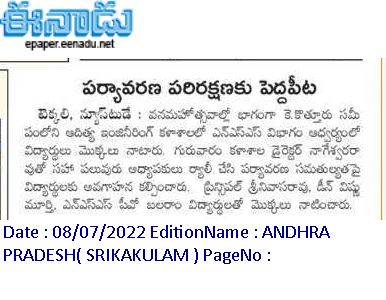 ఈనాడు
epaper.eenadu.net
పర్యావరణ పరిరక్షణకు పెద్దపీట
టెక్కలి, న్యూస్‌టుడే : వనమహోత్సవాల్లో భాగంగా కె.కొత్తూరు సమీ
పంలోని ఆదిత్య ఇంజినీరింగ్ కళాశాలలో ఎన్ఎస్ఎస్ విభాగం ఆధ్వర్యంలో
విద్యార్థులు మొక్కలు నాటారు. గురువారం కళాశాల డైరెక్టర్ నాగేశ్వరరా
వుతో సహా పలువురు అధ్యాపకులు ర్యాలీ చేసి పర్యావరణ సమతుల్యతపై
విద్యార్థులకు అవగాహన కల్పించారు. ప్రిన్సిపల్ శ్రీనివాసరావు, డీన్ విష్ణు
మూర్తి, ఎన్ఎస్ఎస్ పీవో బలరాం విద్యార్థులతో మొక్కలు నాటించారు.
Date : 08/07/2022 EditionName : ANDHRA
PRADESH( SRIKAKULAM ) PageNo :